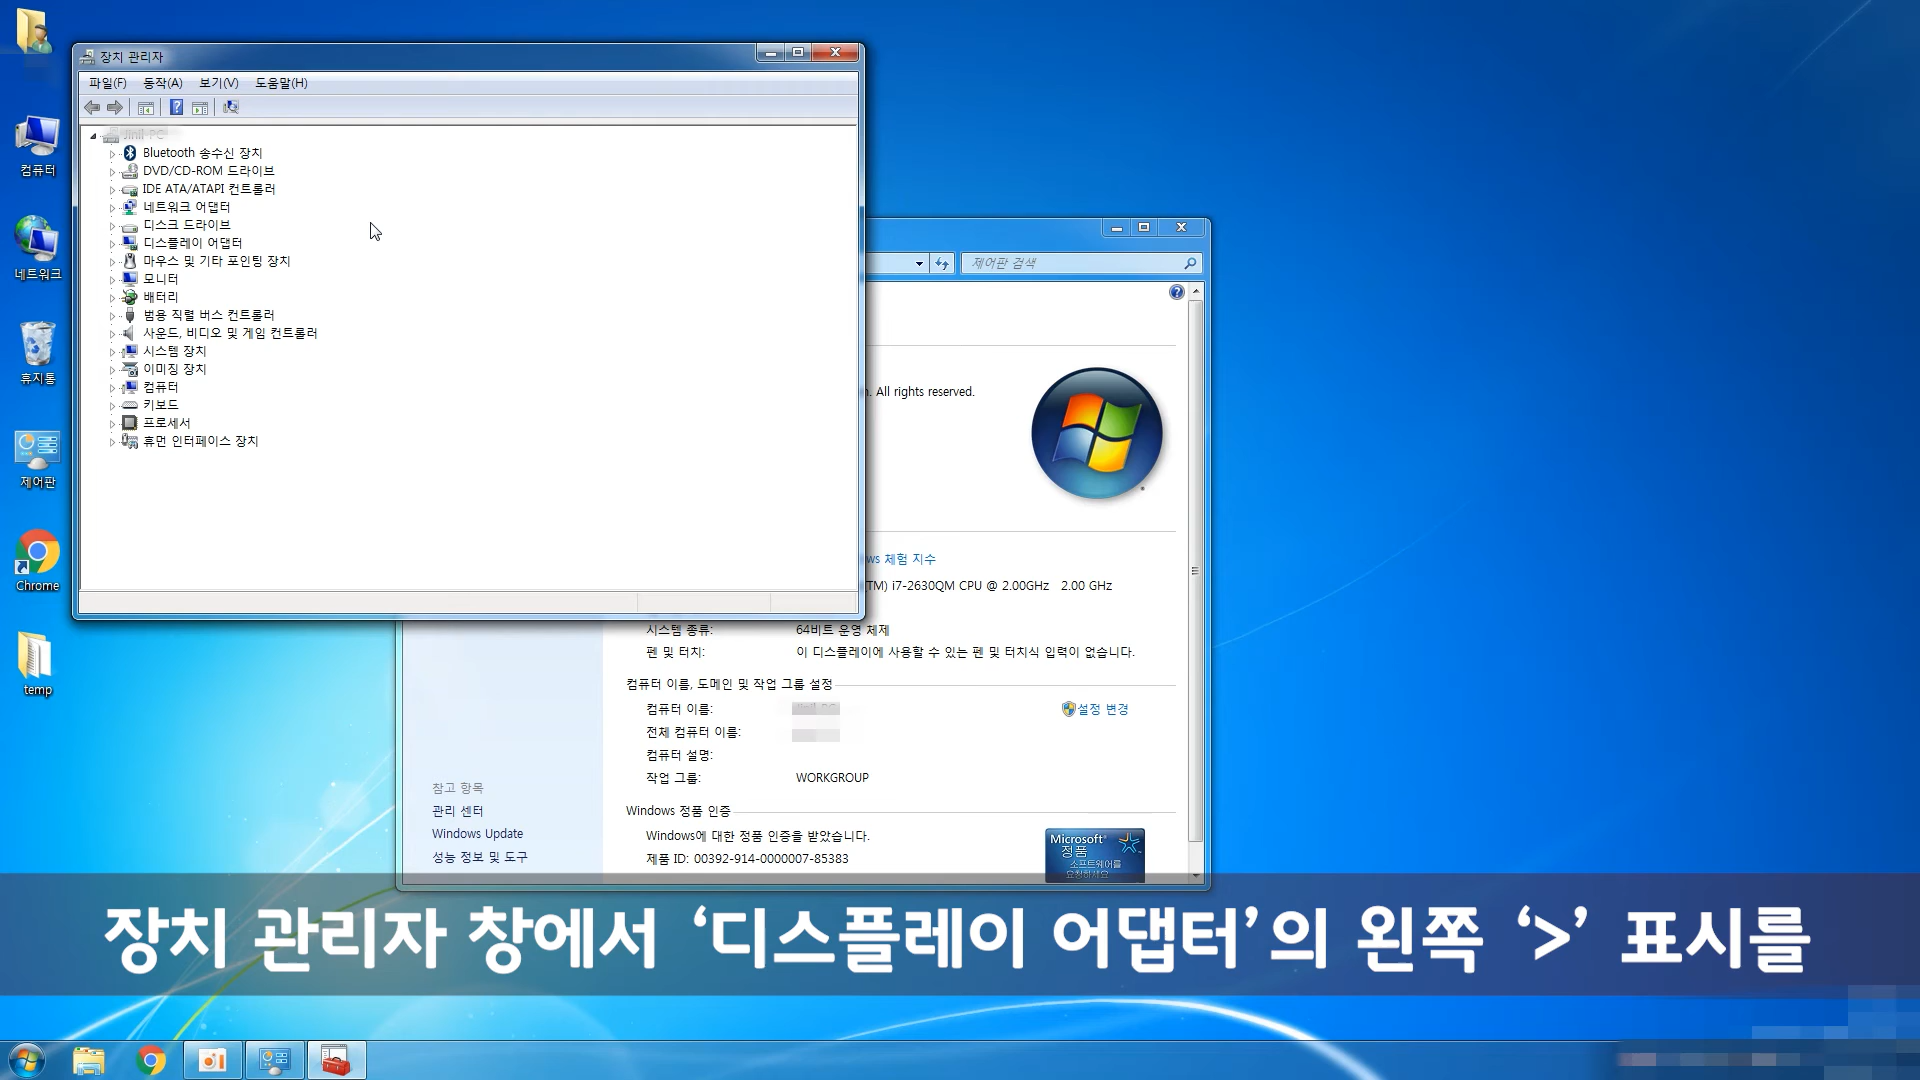 장치 관리자
파일(F) 동작(A) 보기(V) 도움말(H)
Bluetooth 송수신 장치
DVD/CD-ROM 드라이브
IDE ATA/ATAPI 컨트롤러
네트워크 어댑터
디스크 드라이브
디스플레이 어댑터
마우스 및 기타 포인팅 장치
모니터
배터리
범용 직렬 버스 컨트롤러
사운드, 비디오 및 게임 컨트롤러
시스템 장치
이미징 장치
컴퓨터
키보드
프로세서
휴먼 인터페이스 장치
컴퓨터
네트워크
휴지통
제어판
Chrome
temp
제어판 검색
All rights reserved.
체험 지수
i7-2630QM CPU @ 2.00GHz 2.00 GHz
시스템 종류: 64비트 운영 체제
펜 및 터치: 이 디스플레이에 사용할 수 있는 펜 및 터치식 입력이 없습니다.
컴퓨터 이름, 도메인 및 작업 그룹 설정
컴퓨터 이름:
설정 변경
전체 컴퓨터 이름:
컴퓨터 설명:
작업 그룹: WORKGROUP
Windows 정품 인증
Windows에 대한 정품 인증을 받았습니다.
제품 ID: 00392-914-0000007-85383
참고 항목
관리 센터
Windows Update
성능 정보 및 도구
Microsoft
정품
소프트웨어를
요청하세요
장치 관리자 창에서 ‘디스플레이 어댑터’의 왼쪽 ‘>’ 표시를